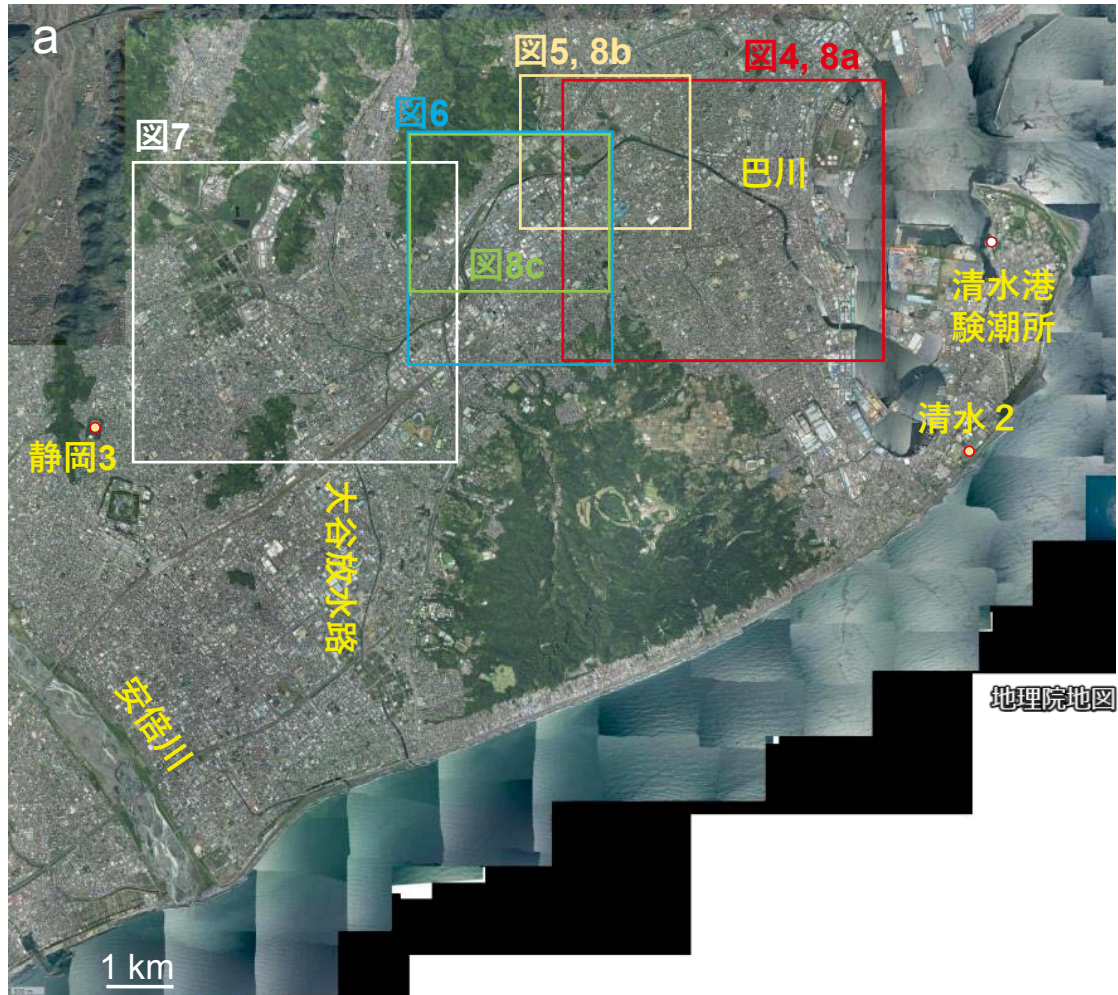 a
図5, 8b
図4, 8a
図6
図7
巴川
図8c
清水港
験潮所
清水2
静岡3
大谷放水路
安倍川
地理院地図
1 km